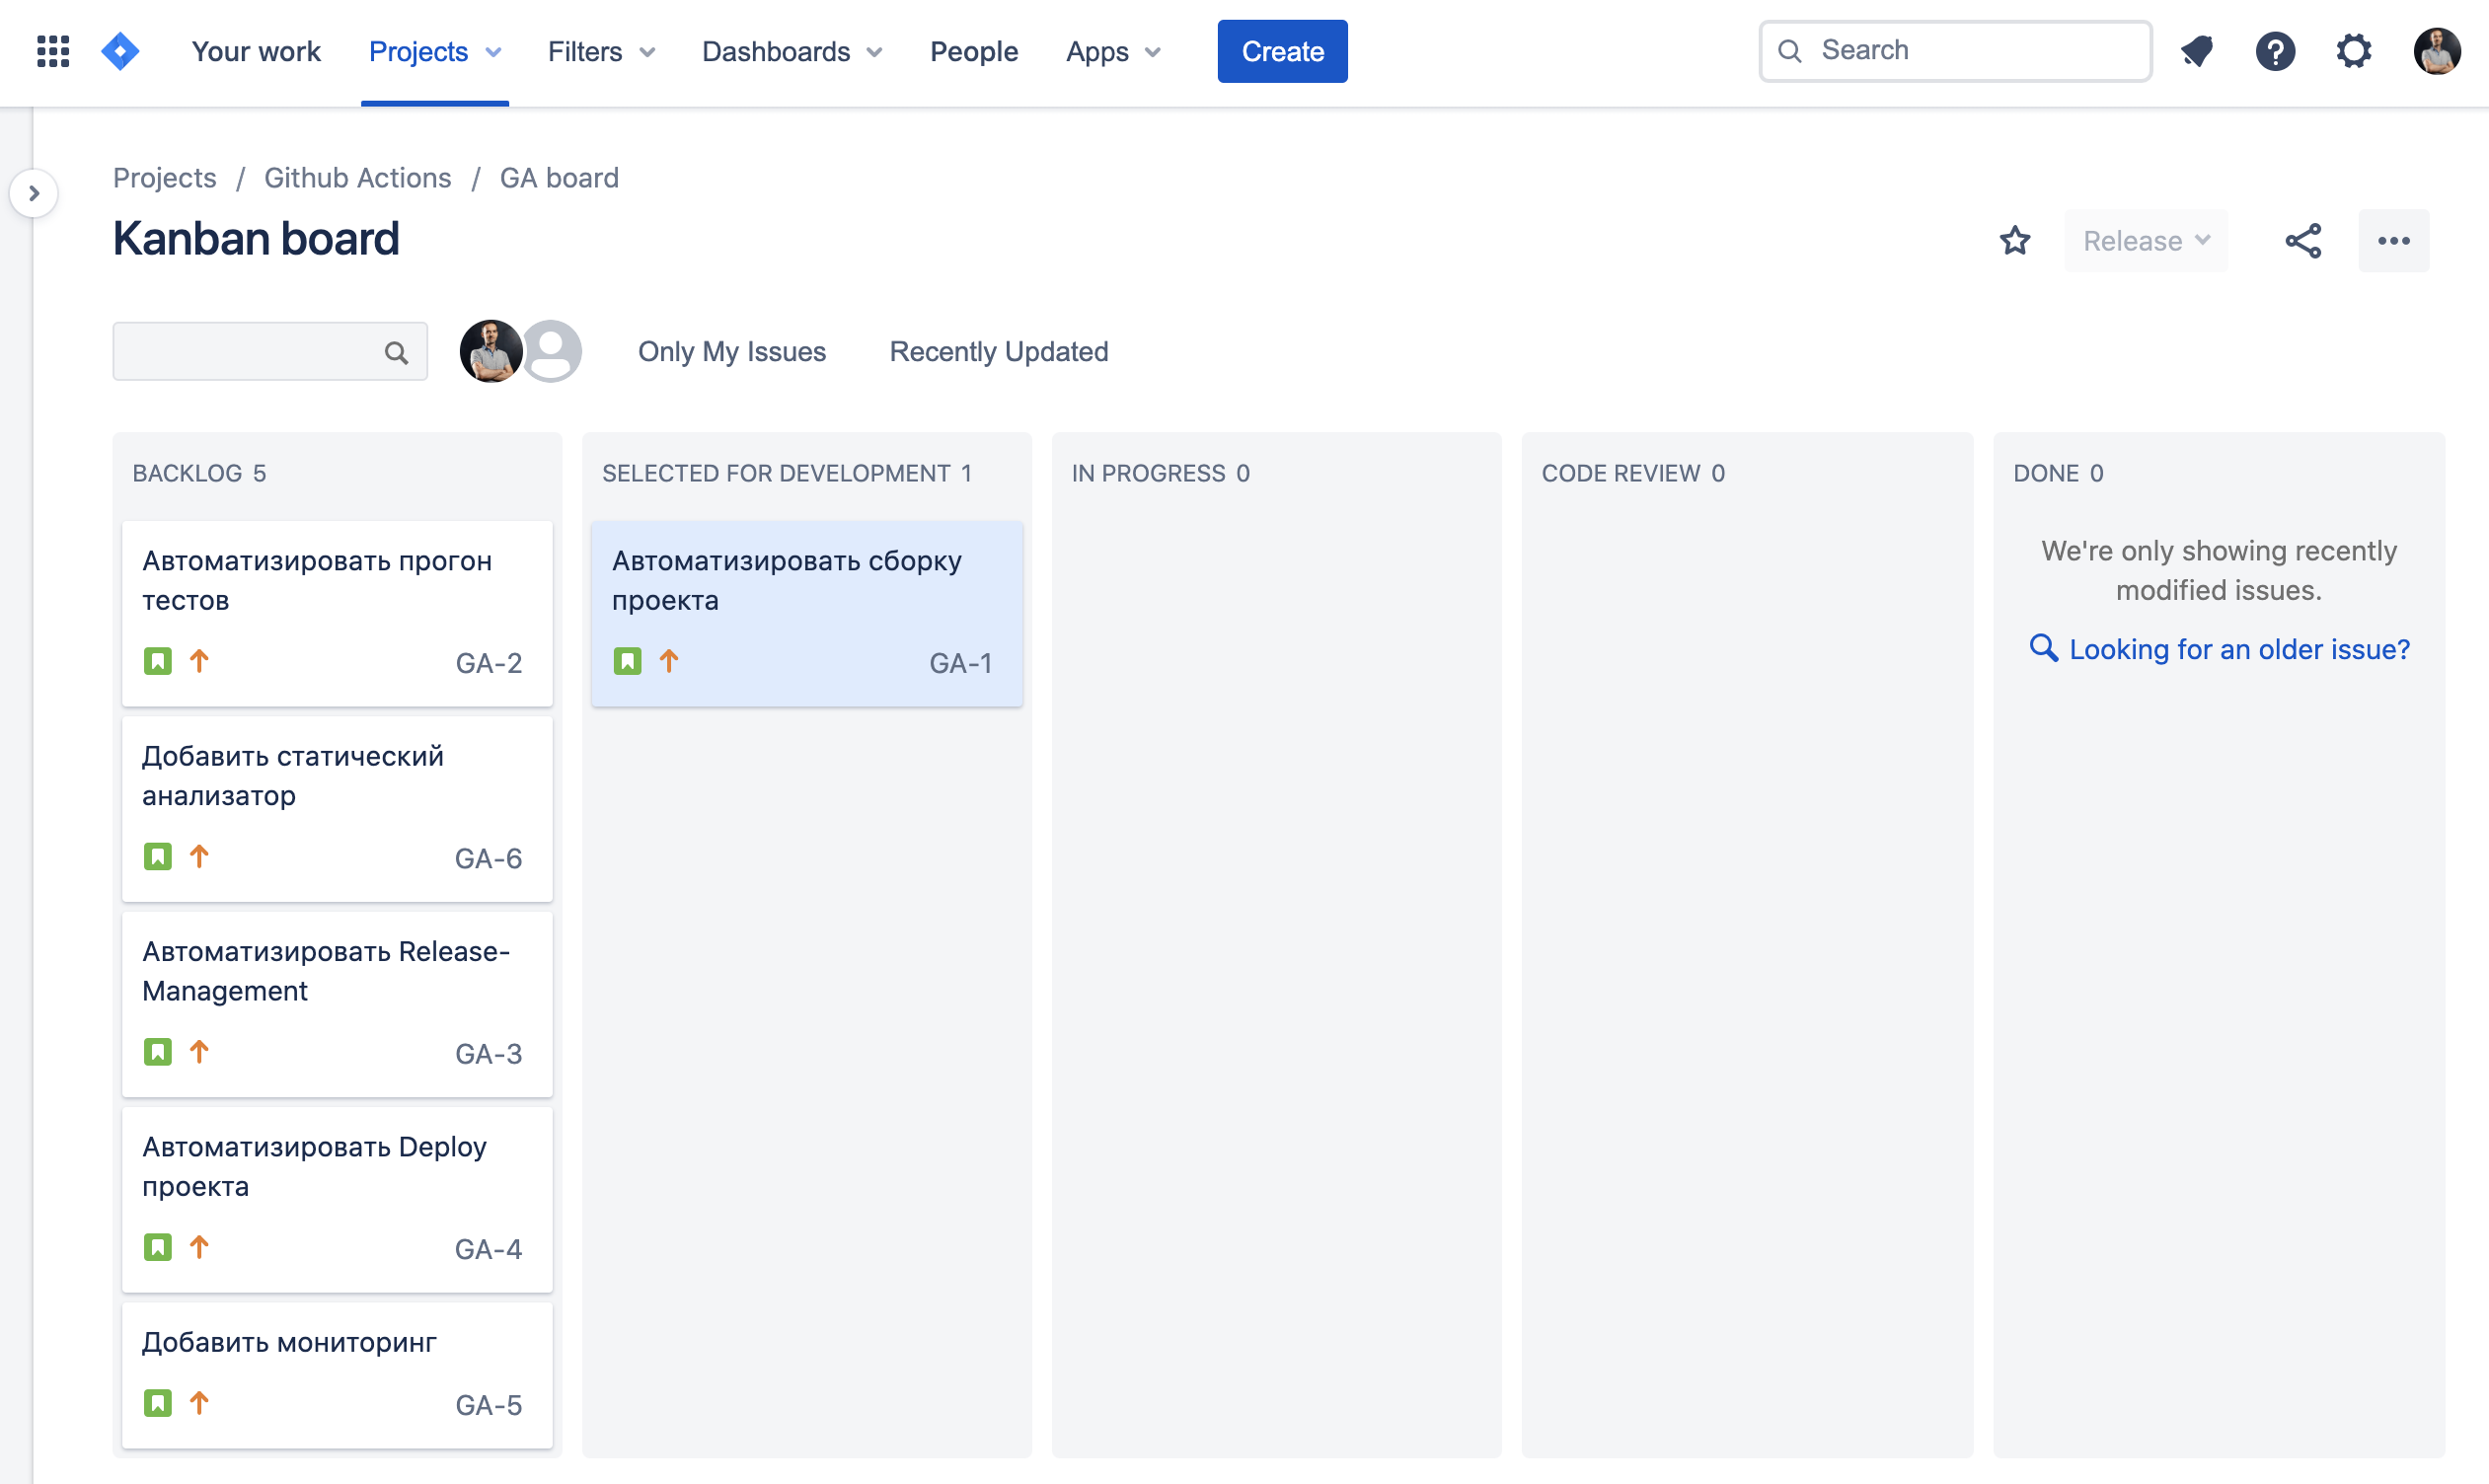 Your work Projects Filters Dashboards People Apps Create Search
Projects / Github Actions / GA board
Kanban board
Release
Only My Issues Recently Updated
BACKLOG 5
Автоматизировать прогон
тестов
GA-2
Добавить статический
анализатор
GA-6
Автоматизировать Release-
Management
GA-3
Автоматизировать Deploy
проекта
GA-4
Добавить мониторинг
GA-5
SELECTED FOR DEVELOPMENT 1
Автоматизировать сборку
проекта
GA-1
IN PROGRESS 0
CODE REVIEW 0
DONE 0
We're only showing recently
modified issues.
Looking for an older issue?